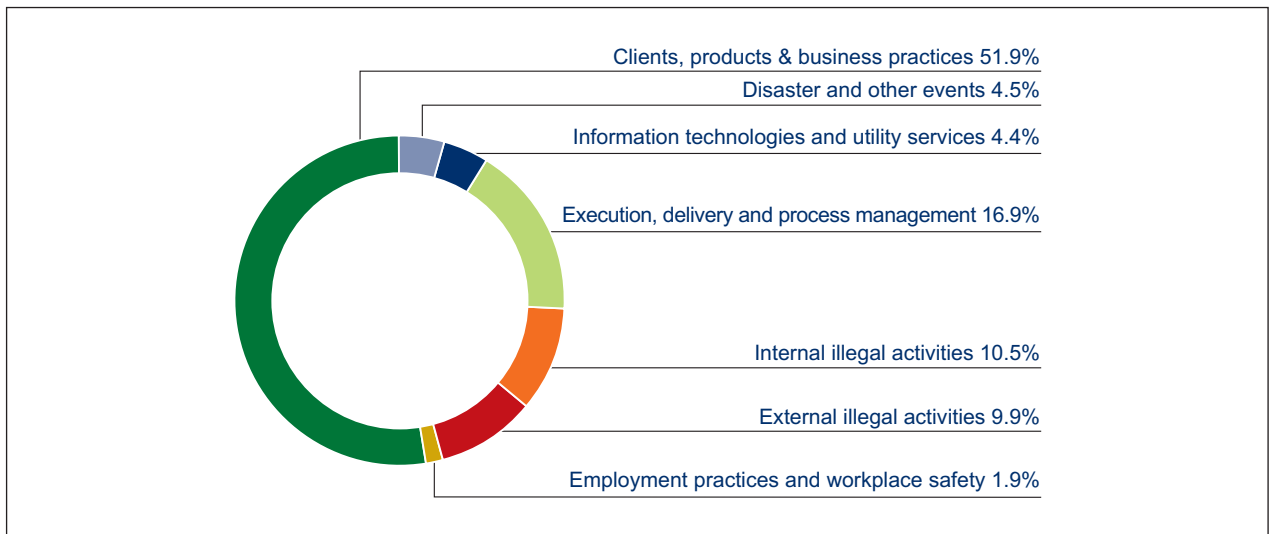 Clients, products & business practices 51.9%
Disaster and other events 4.5%
Information technologies and utility services 4.4%
Execution, delivery and process management 16.9%
Internal illegal activities 10.5%
External illegal activities 9.9%
Employment practices and workplace safety 1.9%